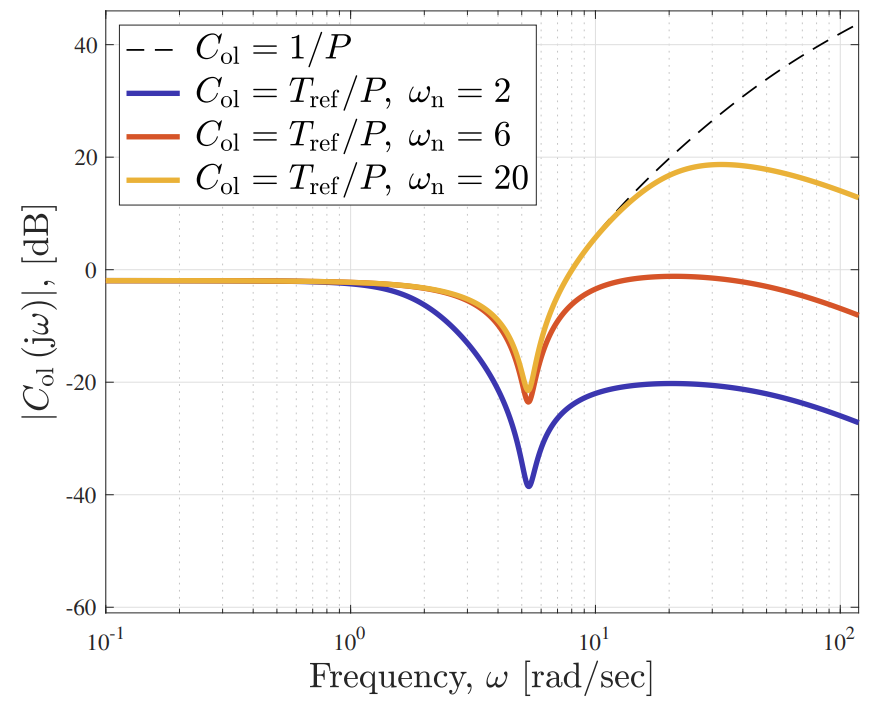 40
20
0
-20
-40
-60
10^-1
10^0
10^1
10^2
|C_ol (jω)|, [dB]
Frequency, ω [rad/sec]
C_ol = 1/P
C_ol = T_ref/P, ω_n = 2
C_ol = T_ref/P, ω_n = 6
C_ol = T_ref/P, ω_n = 20